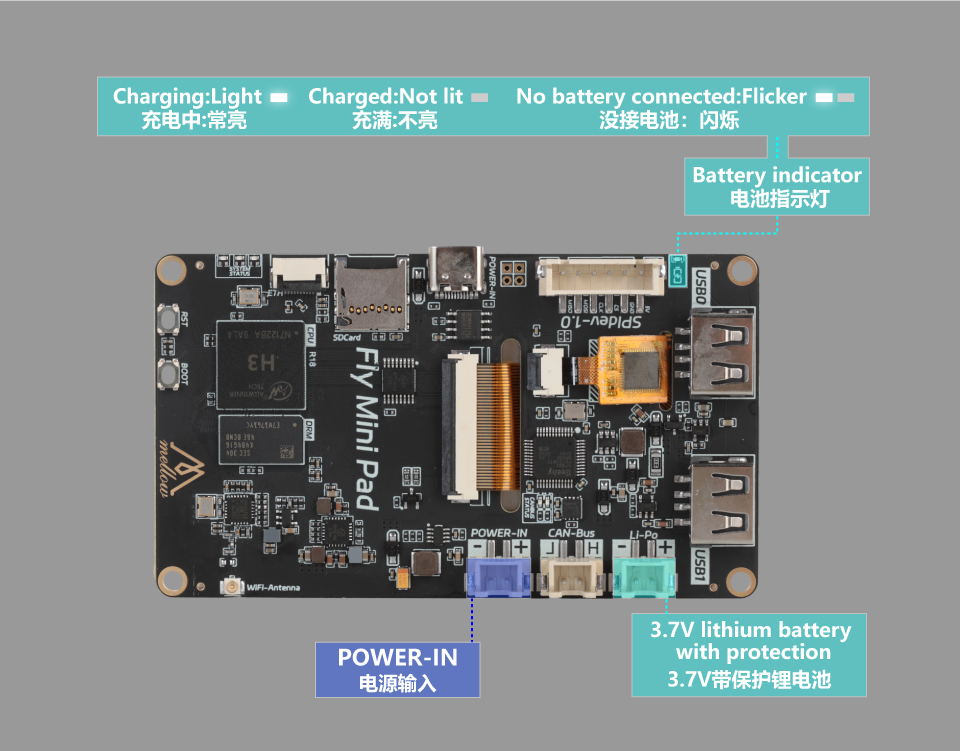 Charging:Light
充电中:常亮
Charged:Not lit
充满:不亮
No battery connected:Flicker
没接电池：闪烁
Battery indicator
电池指示灯
SYSTEM
STATUS
ETH
SDCard
POWER-IN
SPIdev-1.0
USB0
RST
BOOT
CPU
R18
H3
ALLWINNER
TECH
DRM
Fly Mini Pad
mellow
WiFi-Antenna
POWER-IN
CAN-Bus
Li-Po
- +
L H
- +
USB1
POWER-IN
电源输入
3.7V lithium battery
with protection
3.7V带保护锂电池